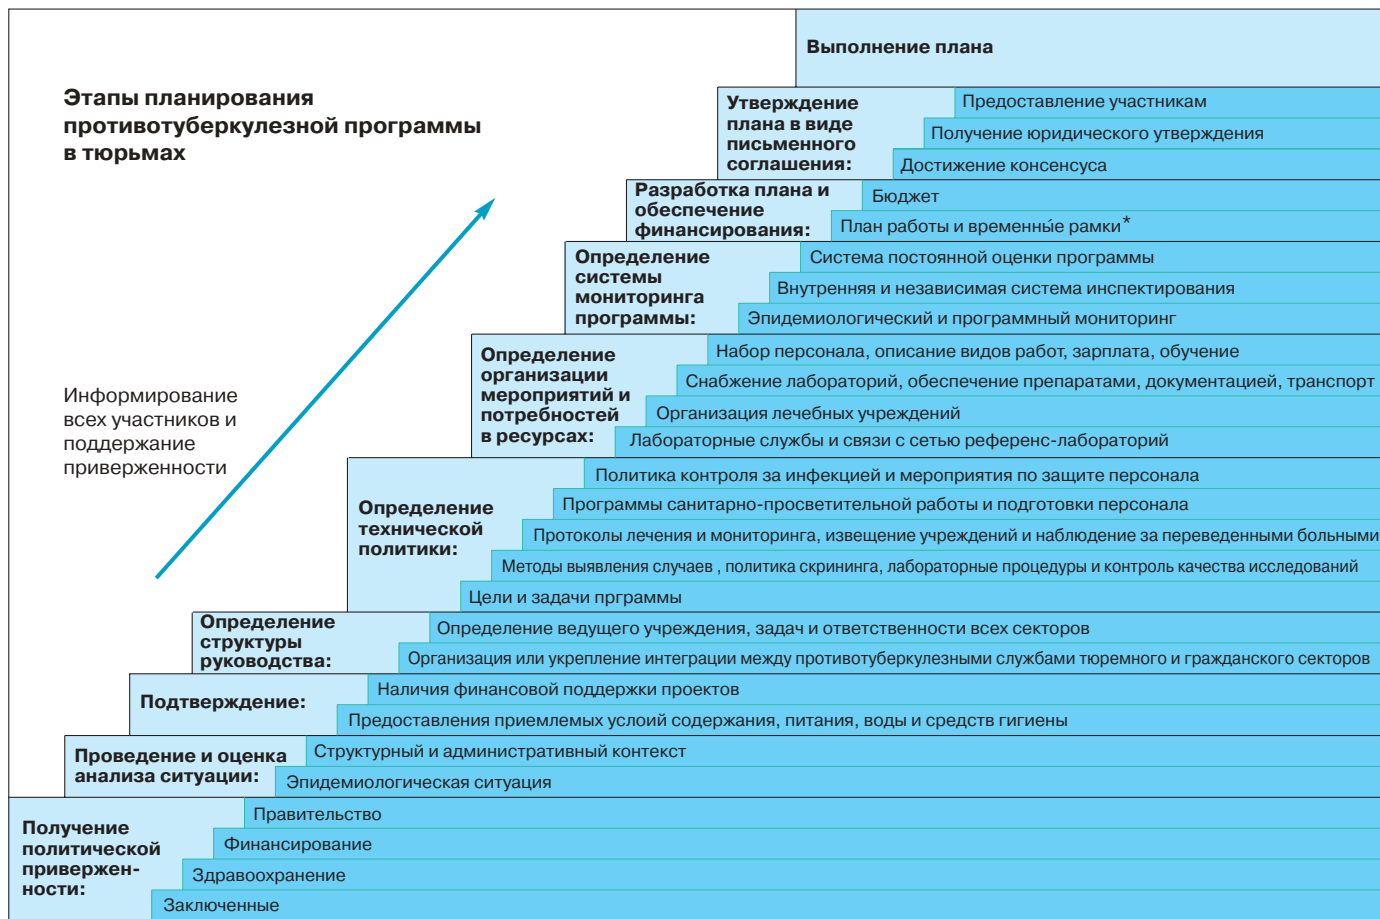 Выполнение плана
Этапы планирования
противотуберкулезной программы
в тюрьмах
Утверждение
плана в виде
письменного
соглашения:
Предоставление участникам
Получение юридического утверждения
Достижение консенсуса
Разработка плана и
обеспечение
финансирования:
Бюджет
План работы и временны́е рамки*
Определение
системы
мониторинга
программы:
Система постоянной оценки программы
Внутренняя и независимая система инспектирования
Эпидемиологический и программный мониторинг
Информирование
всех участников и
поддержание
приверженности
Определение
организации
мероприятий и
потребностей
в ресурсах:
Набор персонала, описание видов работ, зарплата, обучение
Снабжение лабораторий, обеспечение препаратами, документацией, транспорт
Организация лечебных учреждений
Лабораторные службы и связи с сетью референс-лабораторий
Определение
технической
политики:
Политика контроля за инфекцией и мероприятия по защите персонала
Программы санитарно-просветительной работы и подготовки персонала
Протоколы лечения и мониторинга, извещение учреждений и наблюдение за переведенными больными
Методы выявления случаев , политика скрининга, лабораторные процедуры и контроль качества исследований
Цели и задачи прграммы
Определение
структуры
руководства:
Определение ведущего учреждения, задач и ответственности всех секторов
Организация или укрепление интеграции между противотуберкулезными службами тюремного и гражданского секторов
Подтверждение:
Наличия финансовой поддержки проектов
Предоставления приемлемых услоий содержания, питания, воды и средств гигиены
Проведение и оценка
анализа ситуации:
Структурный и административный контекст
Эпидемиологическая ситуация
Получение
политической
привержен-
ности:
Правительство
Финансирование
Здравоохранение
Заключенные